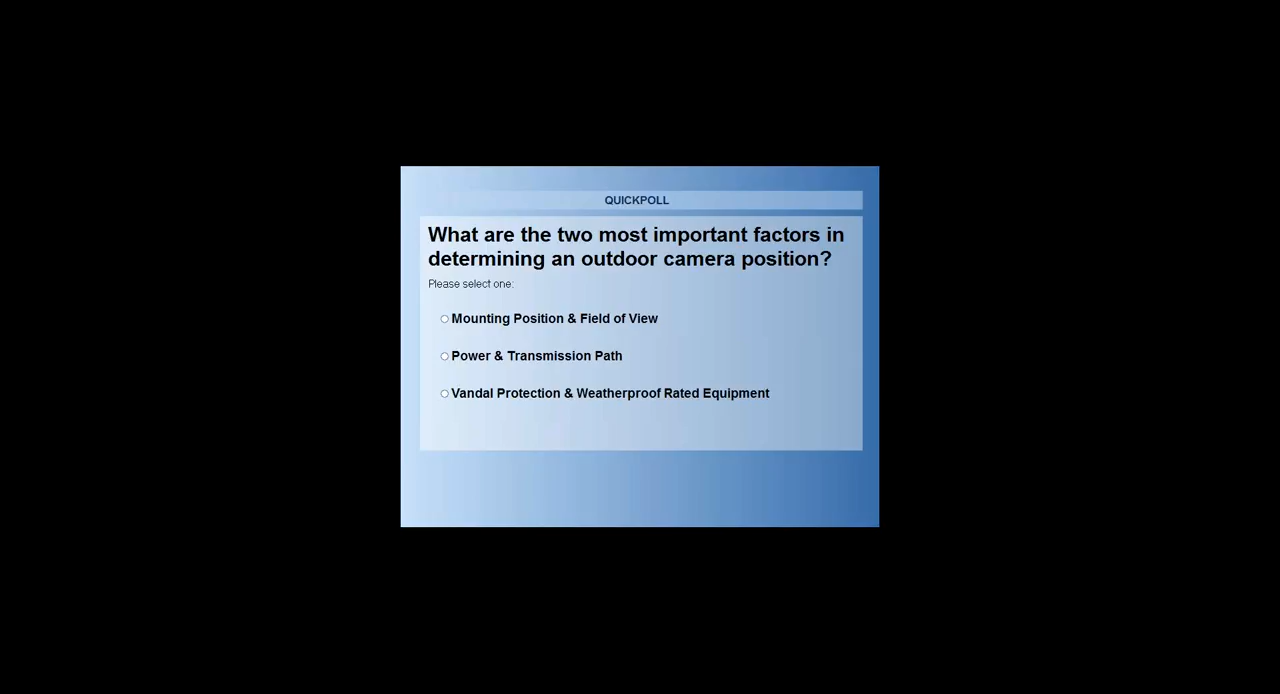 QUICKPOLL
What are the two most important factors in
determining an outdoor camera position?
Please select one:
Mounting Position & Field of View
Power & Transmission Path
Vandal Protection & Weatherproof Rated Equipment